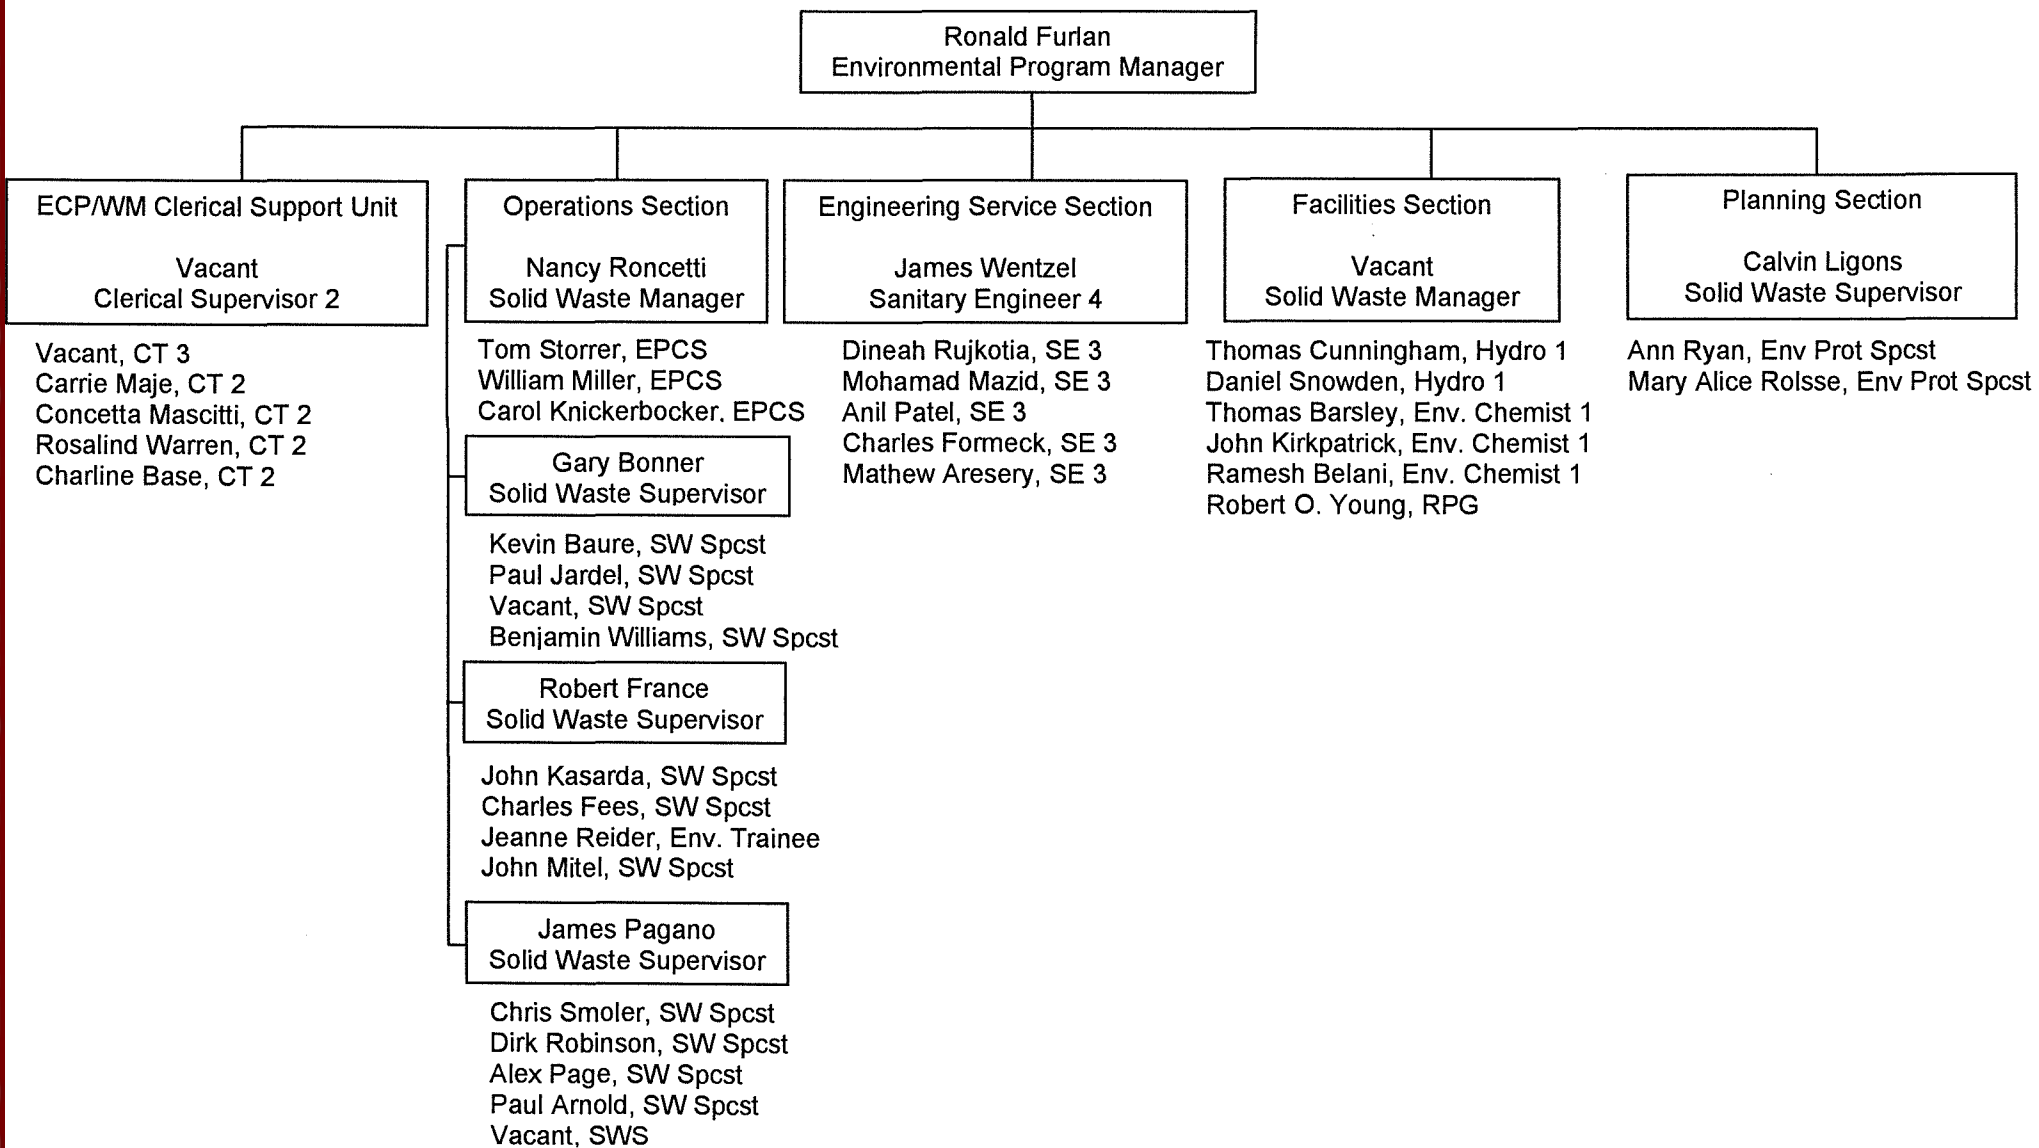 Ronald Furlan
Environmental Program Manager
ECP/WM Clerical Support Unit
Vacant
Clerical Supervisor 2
Vacant, CT 3
Carrie Maje, CT 2
Concetta Mascitti, CT 2
Rosalind Warren, CT 2
Charline Base, CT 2
Operations Section
Nancy Roncetti
Solid Waste Manager
Tom Storrer, EPCS
William Miller, EPCS
Carol Knickerbocker, EPCS
Gary Bonner
Solid Waste Supervisor
Kevin Baure, SW Spcst
Paul Jardel, SW Spcst
Vacant, SW Spcst
Benjamin Williams, SW Spcst
Robert France
Solid Waste Supervisor
John Kasarda, SW Spcst
Charles Fees, SW Spcst
Jeanne Reider, Env. Trainee
John Mitel, SW Spcst
James Pagano
Solid Waste Supervisor
Chris Smoler, SW Spcst
Dirk Robinson, SW Spcst
Alex Page, SW Spcst
Paul Arnold, SW Spcst
Vacant, SWS
Engineering Service Section
James Wentzel
Sanitary Engineer 4
Dineah Rujkotia, SE 3
Mohamad Mazid, SE 3
Anil Patel, SE 3
Charles Formeck, SE 3
Mathew Aresery, SE 3
Facilities Section
Vacant
Solid Waste Manager
Thomas Cunningham, Hydro 1
Daniel Snowden, Hydro 1
Thomas Barsley, Env. Chemist 1
John Kirkpatrick, Env. Chemist 1
Ramesh Belani, Env. Chemist 1
Robert O. Young, RPG
Planning Section
Calvin Ligons
Solid Waste Supervisor
Ann Ryan, Env Prot Spcst
Mary Alice Rolsse, Env Prot Spcst